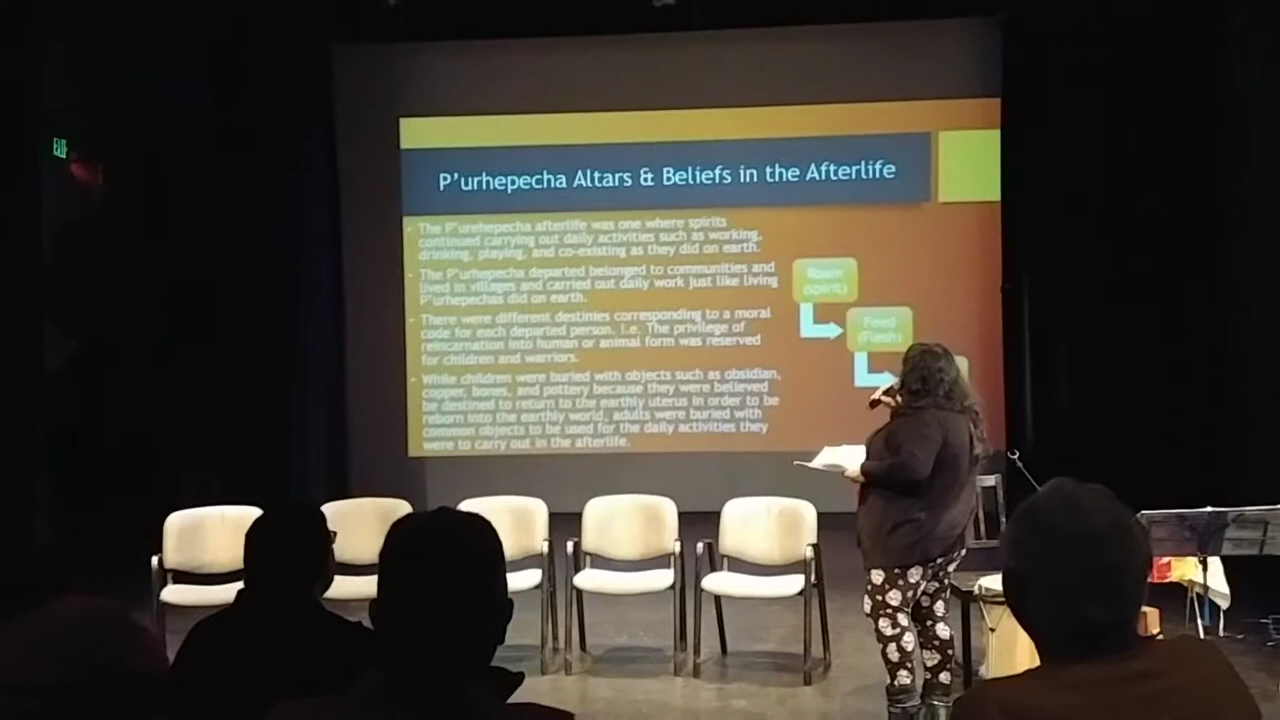 EXIT
P'urhepecha Altars & Beliefs in the Afterlife
The P'urehepecha afterlife was one where spirits
continued carrying out daily activities such as working,
drinking, playing, and co-existing as they did on earth.
The P'urhepecha departed belonged to communities and
lived in villages and carried out daily work just like living
P'urhepechas did on earth.
There were different destinies corresponding to a moral
code for each departed person. I.e. The privilege of
reincarnation into human or animal form was reserved
for children and warriors.
While children were buried with objects such as obsidian,
copper, bones, and pottery because they were believed
be destined to return to the earthly uterus in order to be
reborn into the earthly world, adults were buried with
common objects to be used for the daily activities they
were to carry out in the afterlife.
(spirit)
Feed
(Flesh)